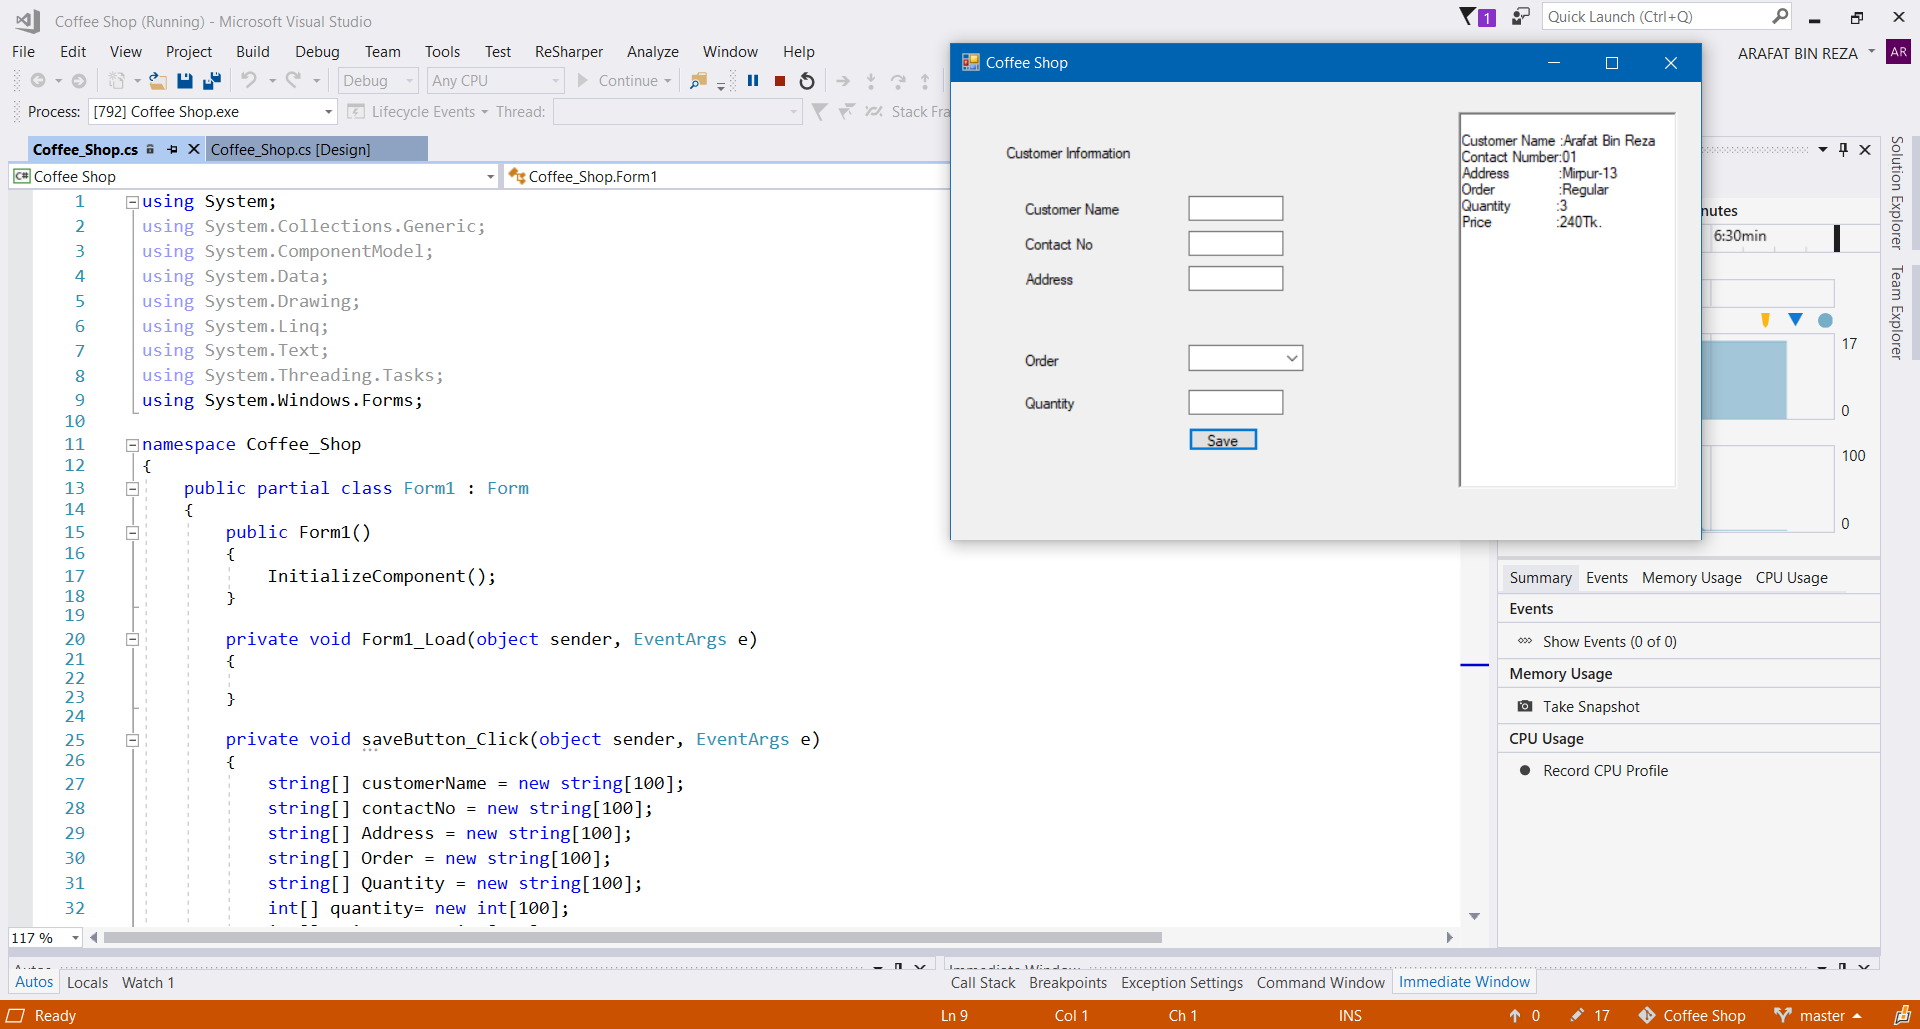 Coffee Shop (Running) - Microsoft Visual Studio
1
Quick Launch (Ctrl+Q)
File Edit View Project Build Debug Team Tools Test ReSharper Analyze Window Help
ARAFAT BIN REZA AR
Debug Any CPU Continue
Process: [792] Coffee Shop.exe Lifecycle Events Thread: Stack Fra
Coffee_Shop.cs Coffee_Shop.cs [Design]
C# Coffee Shop Coffee_Shop.Form1
1 using System;
2 using System.Collections.Generic;
3 using System.ComponentModel;
4 using System.Data;
5 using System.Drawing;
6 using System.Linq;
7 using System.Text;
8 using System.Threading.Tasks;
9 using System.Windows.Forms;
10
11 namespace Coffee_Shop
12 {
13 public partial class Form1 : Form
14 {
15 public Form1()
16 {
17 InitializeComponent();
18 }
19
20 private void Form1_Load(object sender, EventArgs e)
21 {
22
23 }
24
25 private void saveButton_Click(object sender, EventArgs e)
26 {
27 string[] customerName = new string[100];
28 string[] contactNo = new string[100];
29 string[] Address = new string[100];
30 string[] Order = new string[100];
31 string[] Quantity = new string[100];
32 int[] quantity= new int[100];
117 %
Coffee Shop
Customer Information
Customer Name
Contact No
Address
Order
Quantity
Save
Customer Name :Arafat Bin Reza
Contact Number:01
Address :Mirpur-13
Order :Regular
Quantity :3
Price :240Tk.
Solution Explorer
Team Explorer
nutes
6:30min
17
0
100
0
Summary Events Memory Usage CPU Usage
Events
Show Events (0 of 0)
Memory Usage
Take Snapshot
CPU Usage
Record CPU Profile
Autos Immediate Window
Autos Locals Watch 1
Call Stack Breakpoints Exception Settings Command Window Immediate Window
Ready Ln 9 Col 1 Ch 1 INS 0 17 Coffee Shop master